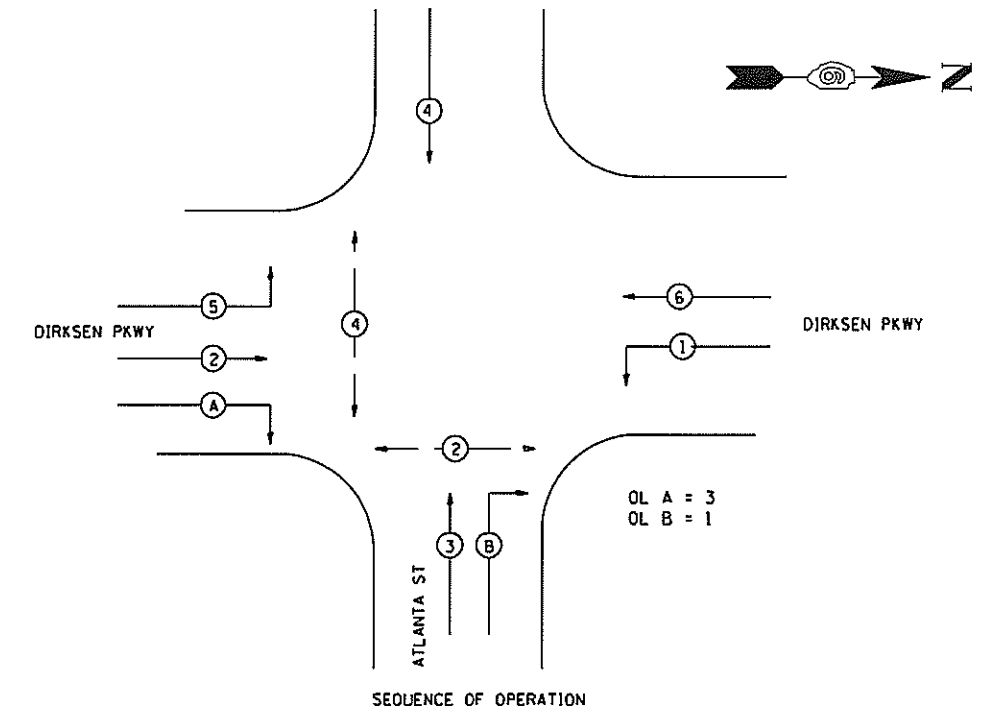 4
N
5
6
DIRKSEN PKWY
4
DIRKSEN PKWY
2
1
A
2
OL A = 3
OL B = 1
3
B
ATLANTA ST
SEQUENCE OF OPERATION